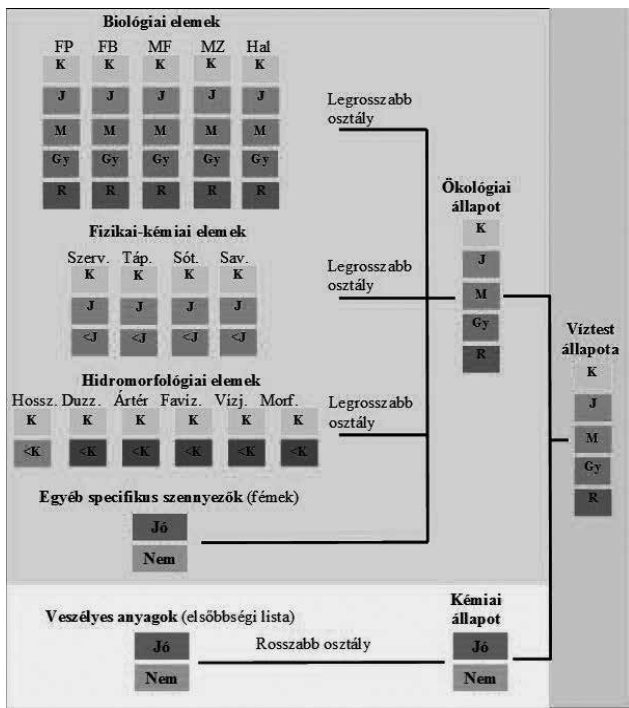 Biológiai elemek
FP FB MF MZ Hal
K K K K K
J J J J J
M M M M M
Gy Gy Gy Gy Gy
R R R R R
Legrosszabb
osztály
Fizikai-kémiai elemek
Szerv. Táp. Sót. Sav.
K K K K
J J J J
<J <J <J <J
Legrosszabb
osztály
Hidromorfológiai elemek
Hossz. Duzz. Ártér Faviz. Vízj. Morf.
K K K K K K
<K <K <K <K <K <K
Legrosszabb
osztály
Egyéb specifikus szennyezők (fémek)
Jó
Nem
Ökológiai
állapot
K
J
M
Gy
R
Veszélyes anyagok (elsőbbségi lista)
Jó
Nem
Rosszabb osztály
Kémiai
állapot
Jó
Nem
Víztest
állapota
K
J
M
Gy
R